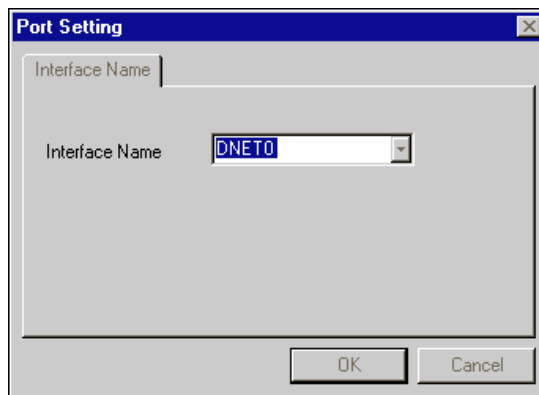 Port Setting
Interface Name
Interface Name DNET0
OK Cancel